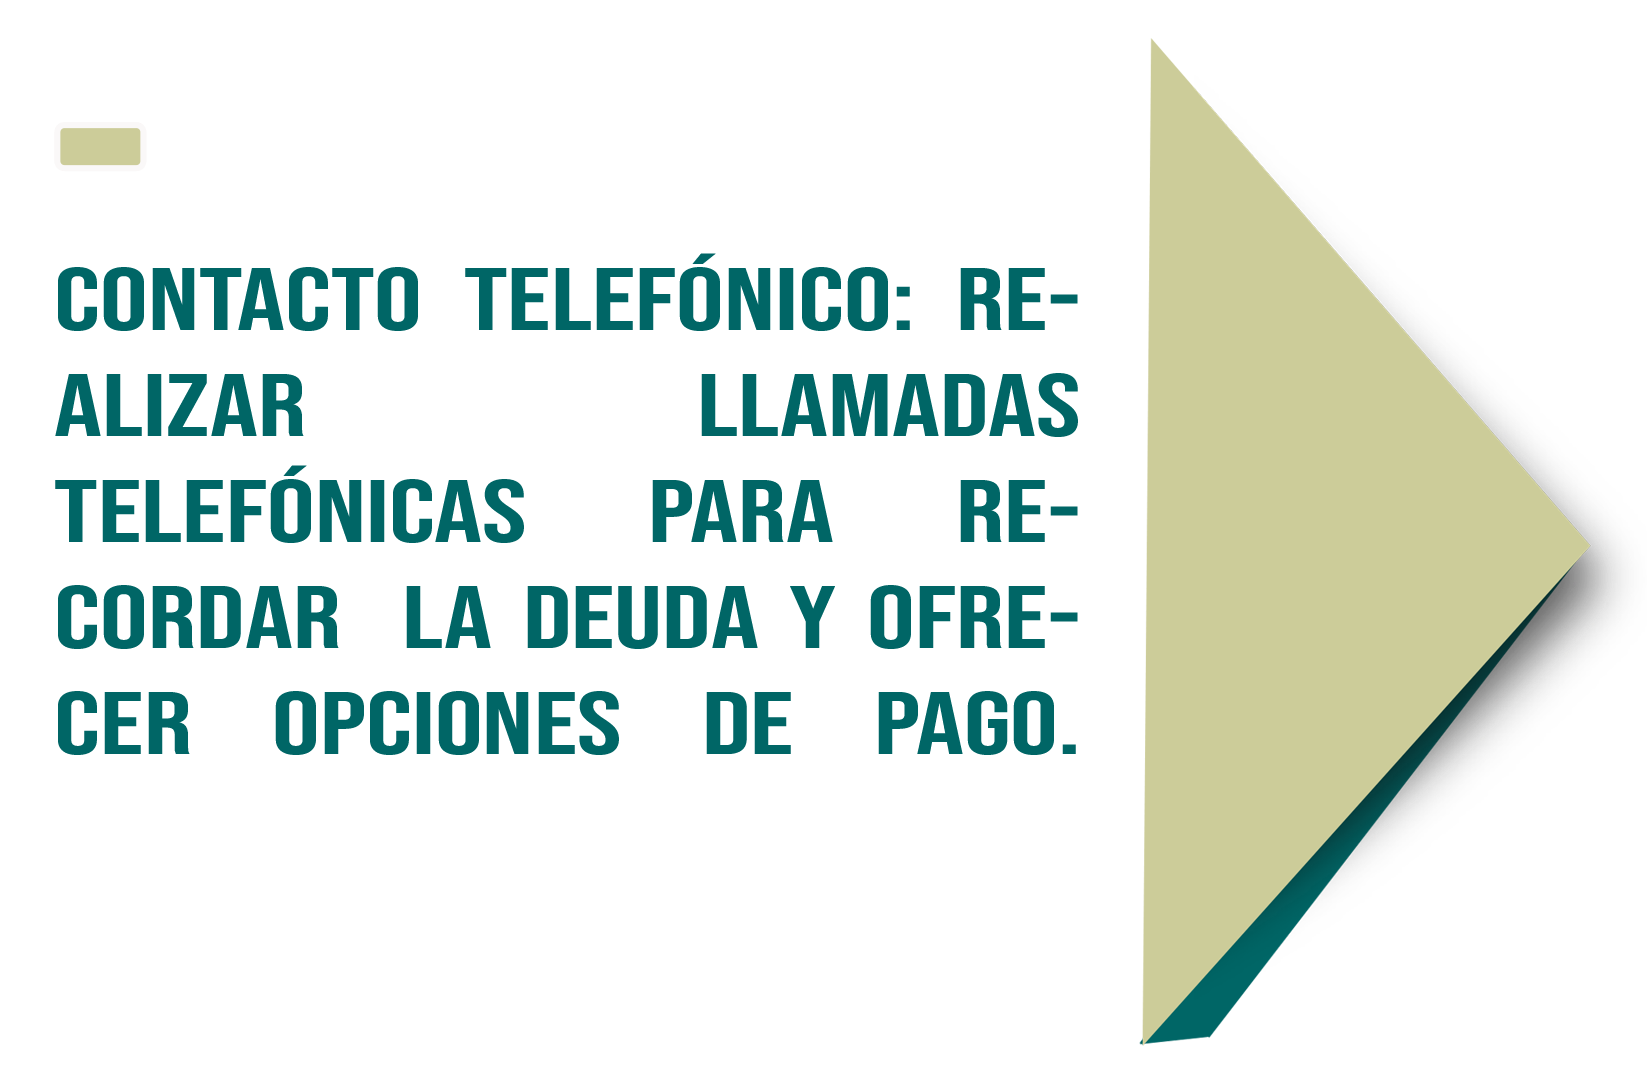 CONTACTO TELEFÓNICO: RE-
ALIZAR LLAMADAS
TELEFÓNICAS PARA RE-
CORDAR LA DEUDA Y OFRE-
CER OPCIONES DE PAGO.